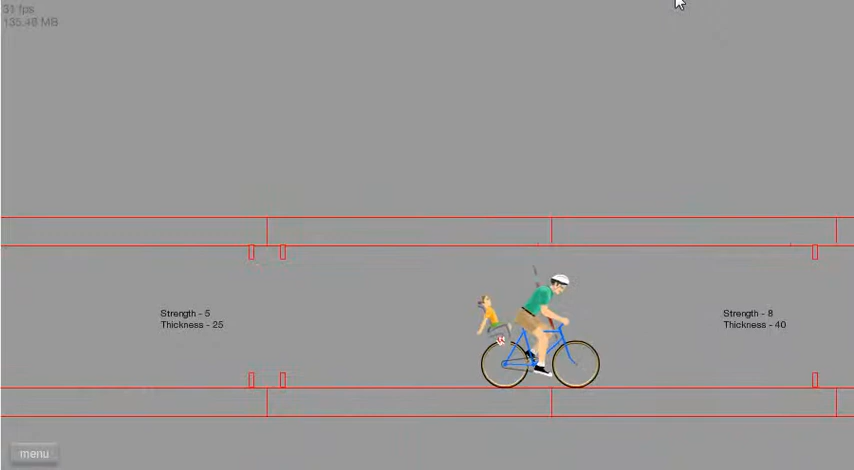 31 fps
135.48 MB
Strength - 5
Thickness - 25
Strength - 8
Thickness - 40
menu